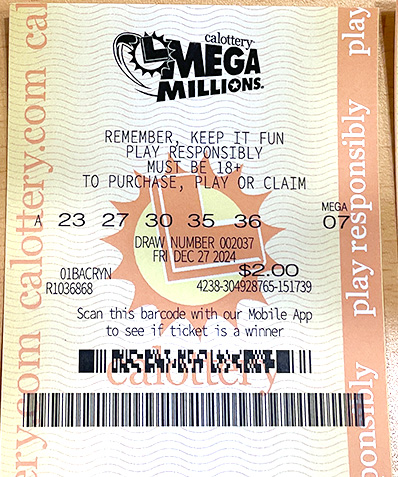 calottery
MEGA
MILLIONS.
REMEMBER, KEEP IT FUN
PLAY RESPONSIBLY
MUST BE 18+
TO PURCHASE, PLAY OR CLAIM
MEGA
A 23 27 30 35 36 07
DRAW NUMBER 002037
FRI DEC 27 2024
01BACRYN $2.00
R1036868 4238-304928765-151739
Scan this barcode with our Mobile App
to see if ticket is a winner
calottery
calottery.com calottery
play responsibly play